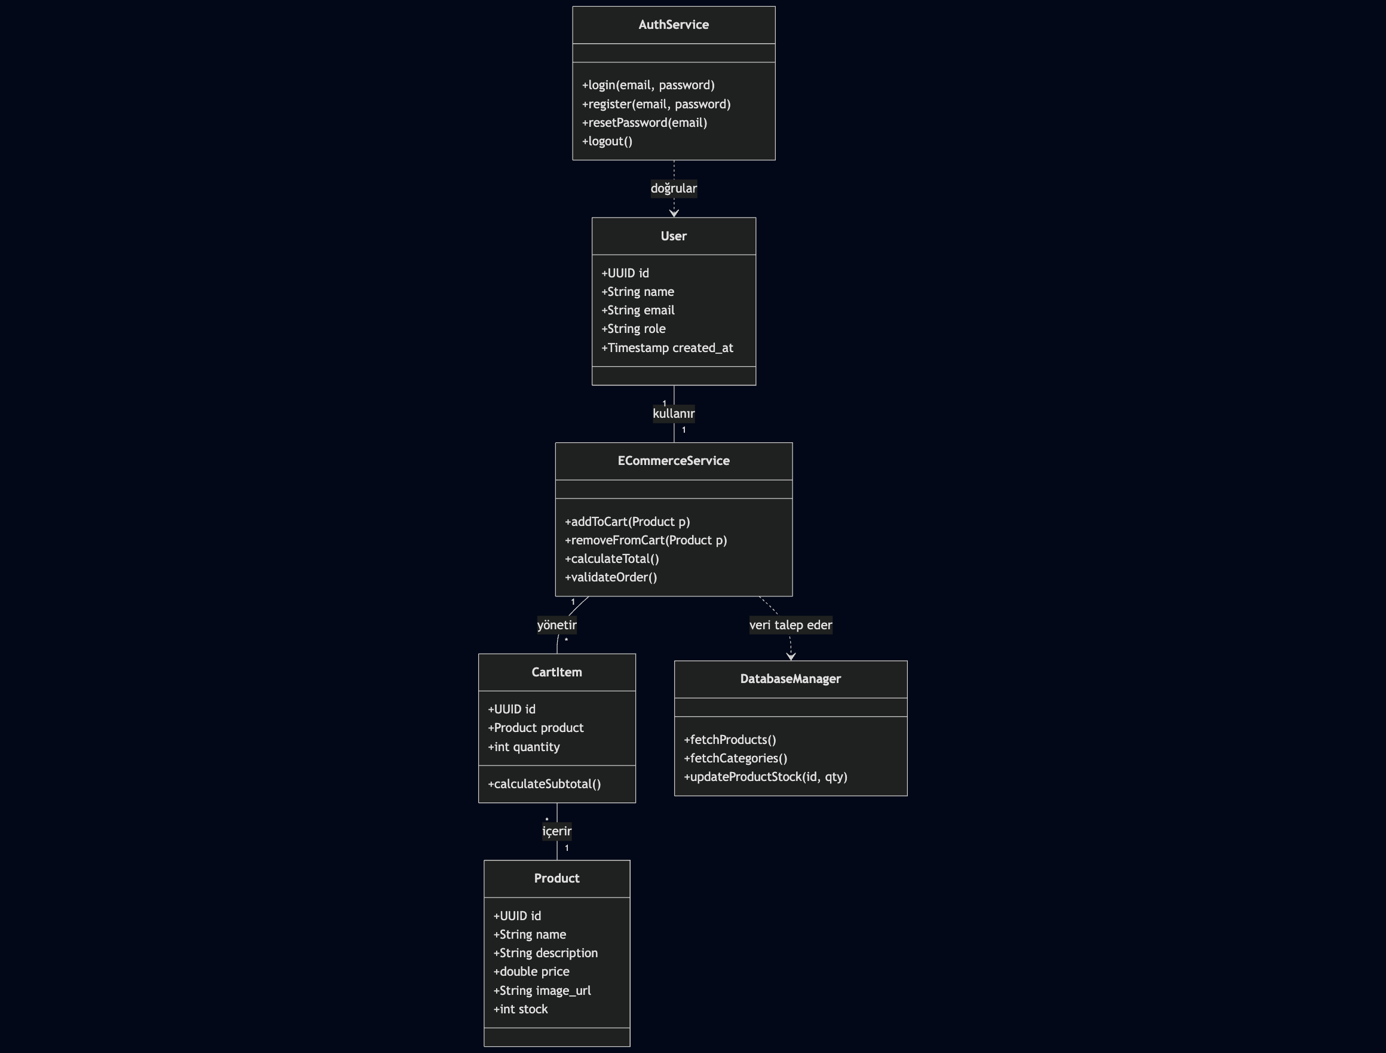 AuthService
+login(email, password)
+register(email, password)
+resetPassword(email)
+logout()
doğrular
User
+UUID id
+String name
+String email
+String role
+Timestamp created_at
1
kullanır
1
ECommerceService
+addToCart(Product p)
+removeFromCart(Product p)
+calculateTotal()
+validateOrder()
1
yönetir
*
veri talep eder
CartItem
+UUID id
+Product product
+int quantity
+calculateSubtotal()
DatabaseManager
+fetchProducts()
+fetchCategories()
+updateProductStock(id, qty)
*
içerir
1
Product
+UUID id
+String name
+String description
+double price
+String image_url
+int stock